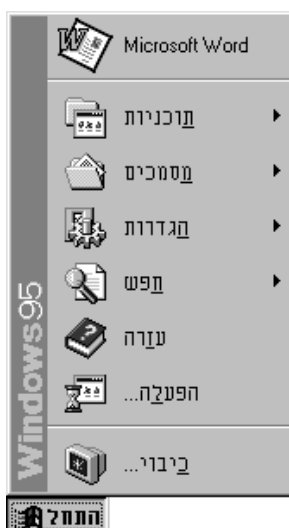 Microsoft Word
תוכניות
מסמכים
הגדרות
חפש
עזרה
הפעלה...
כיבוי...
Windows95
התחל